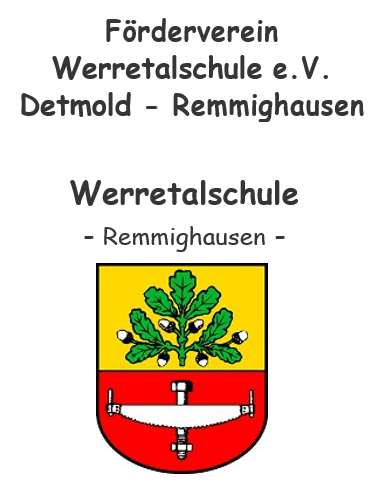 Förderverein
Werretalschule e.V.
Detmold - Remmighausen
Werretalschule
- Remmighausen -